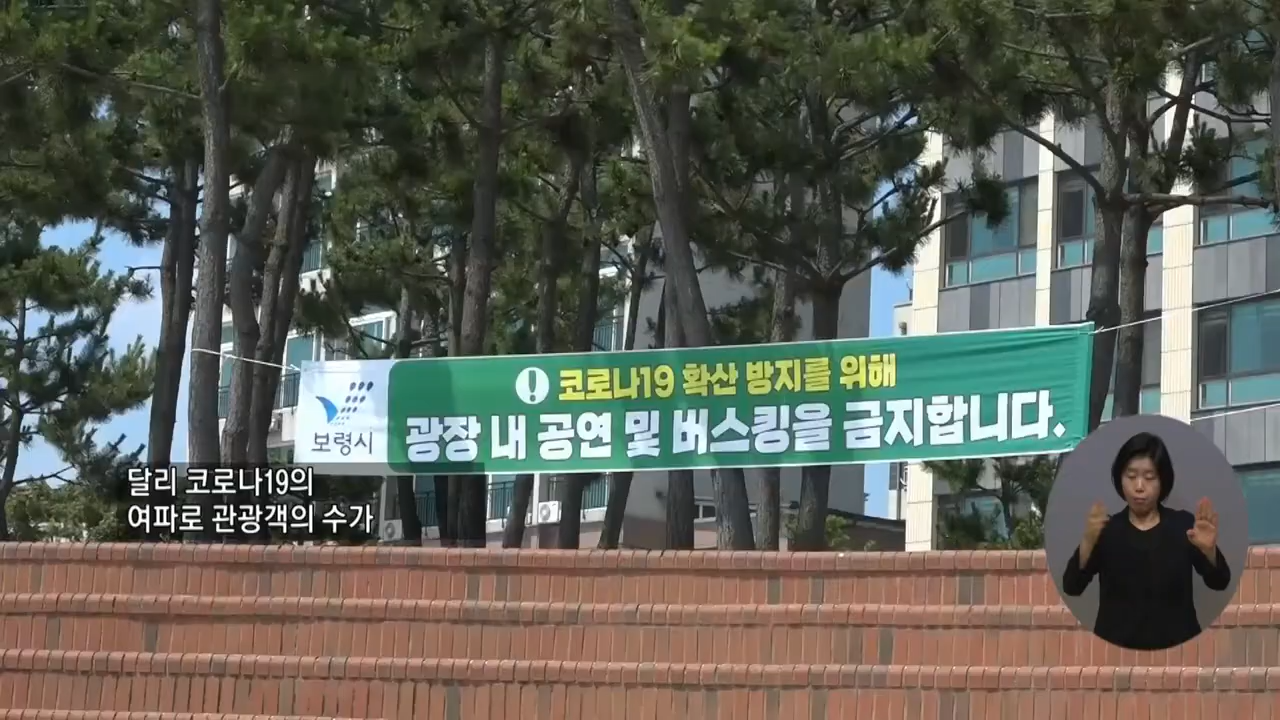 코로나19 확산 방지를 위해
보령시
광장 내 공연 및 버스킹을 금지합니다.
달리 코로나19의
여파로 관광객의 수가